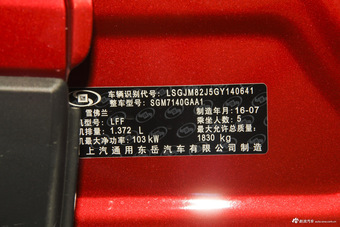 车辆识别代号: LSGJM82J5GY140641
整车型号: SGM7140GAA1
雪佛兰 制造年月 16-07
机型号: LFF 乘坐人数: 5
机排量: 1.372 L 最大允许总质量:
机最大净功率: 103 kW 1830 kg
上汽通用东岳汽车有限公司